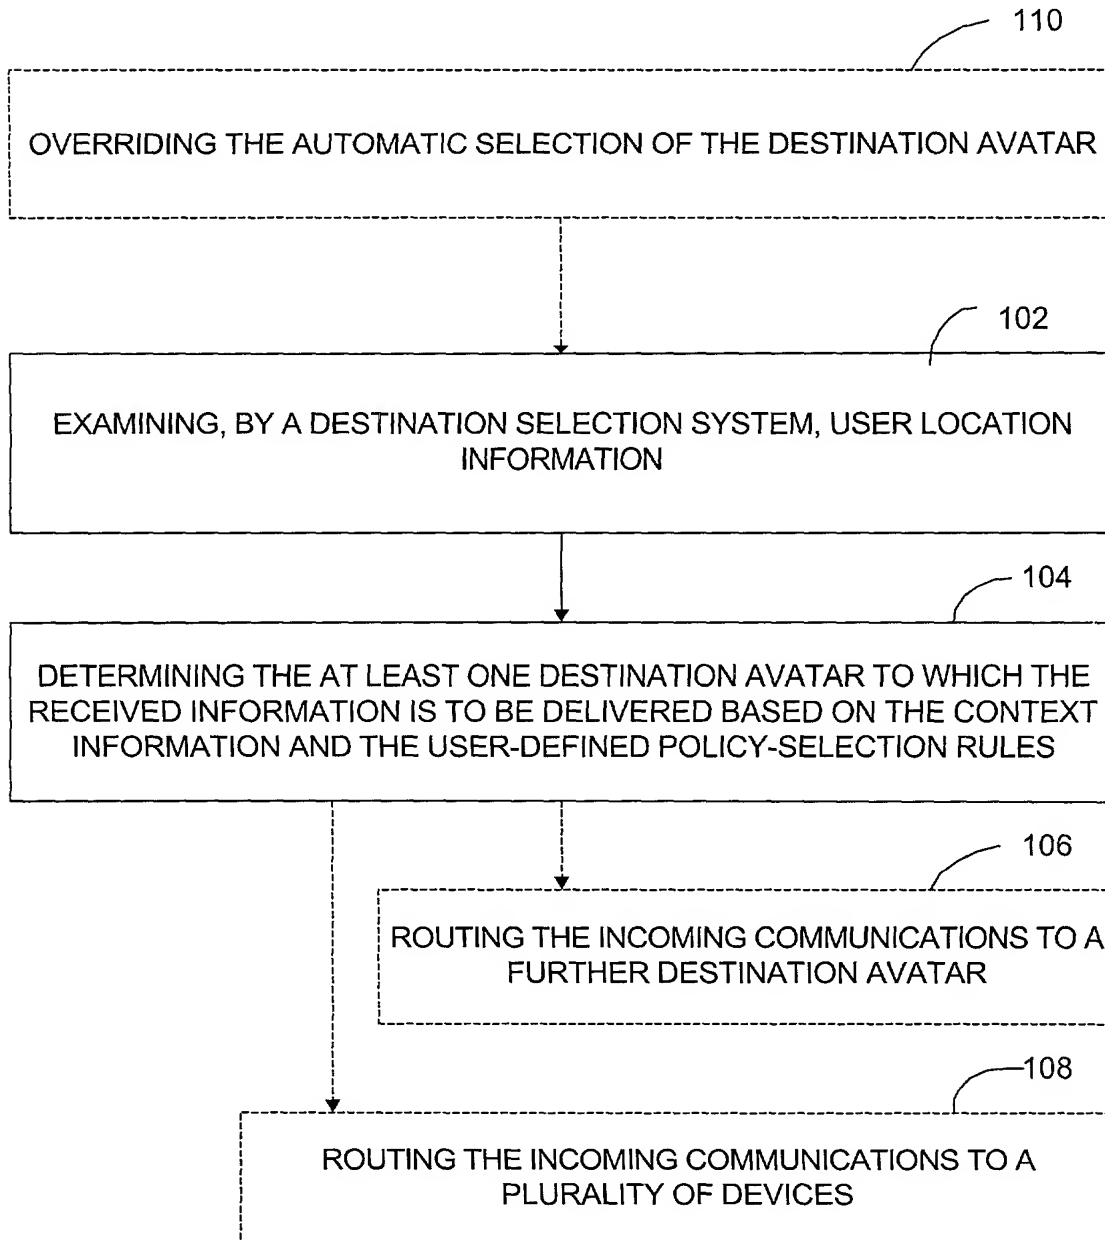 110
OVERRIDING THE AUTOMATIC SELECTION OF THE DESTINATION AVATAR
102
EXAMINING, BY A DESTINATION SELECTION SYSTEM, USER LOCATION
INFORMATION
104
DETERMINING THE AT LEAST ONE DESTINATION AVATAR TO WHICH THE
RECEIVED INFORMATION IS TO BE DELIVERED BASED ON THE CONTEXT
INFORMATION AND THE USER-DEFINED POLICY-SELECTION RULES
106
ROUTING THE INCOMING COMMUNICATIONS TO A
FURTHER DESTINATION AVATAR
108
ROUTING THE INCOMING COMMUNICATIONS TO A
PLURALITY OF DEVICES